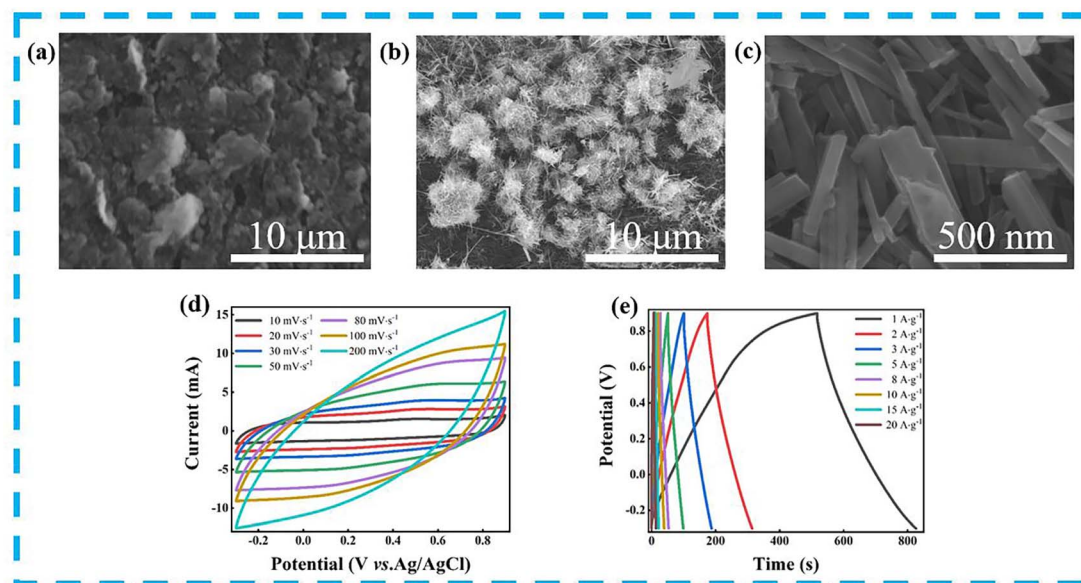 (a)
10 μm
(b)
10 μm
(c)
500 nm
(d)
10 mV·s⁻¹
20 mV·s⁻¹
30 mV·s⁻¹
50 mV·s⁻¹
80 mV·s⁻¹
100 mV·s⁻¹
200 mV·s⁻¹
15
10
5
0
-5
-10
Current (mA)
-0.2 0.0 0.2 0.4 0.6 0.8
Potential (V vs.Ag/AgCl)
(e)
1 A·g⁻¹
2 A·g⁻¹
3 A·g⁻¹
5 A·g⁻¹
8 A·g⁻¹
10 A·g⁻¹
15 A·g⁻¹
20 A·g⁻¹
0.8
0.6
0.4
0.2
0.0
-0.2
Potential (V)
0 200 400 600 800
Time (s)